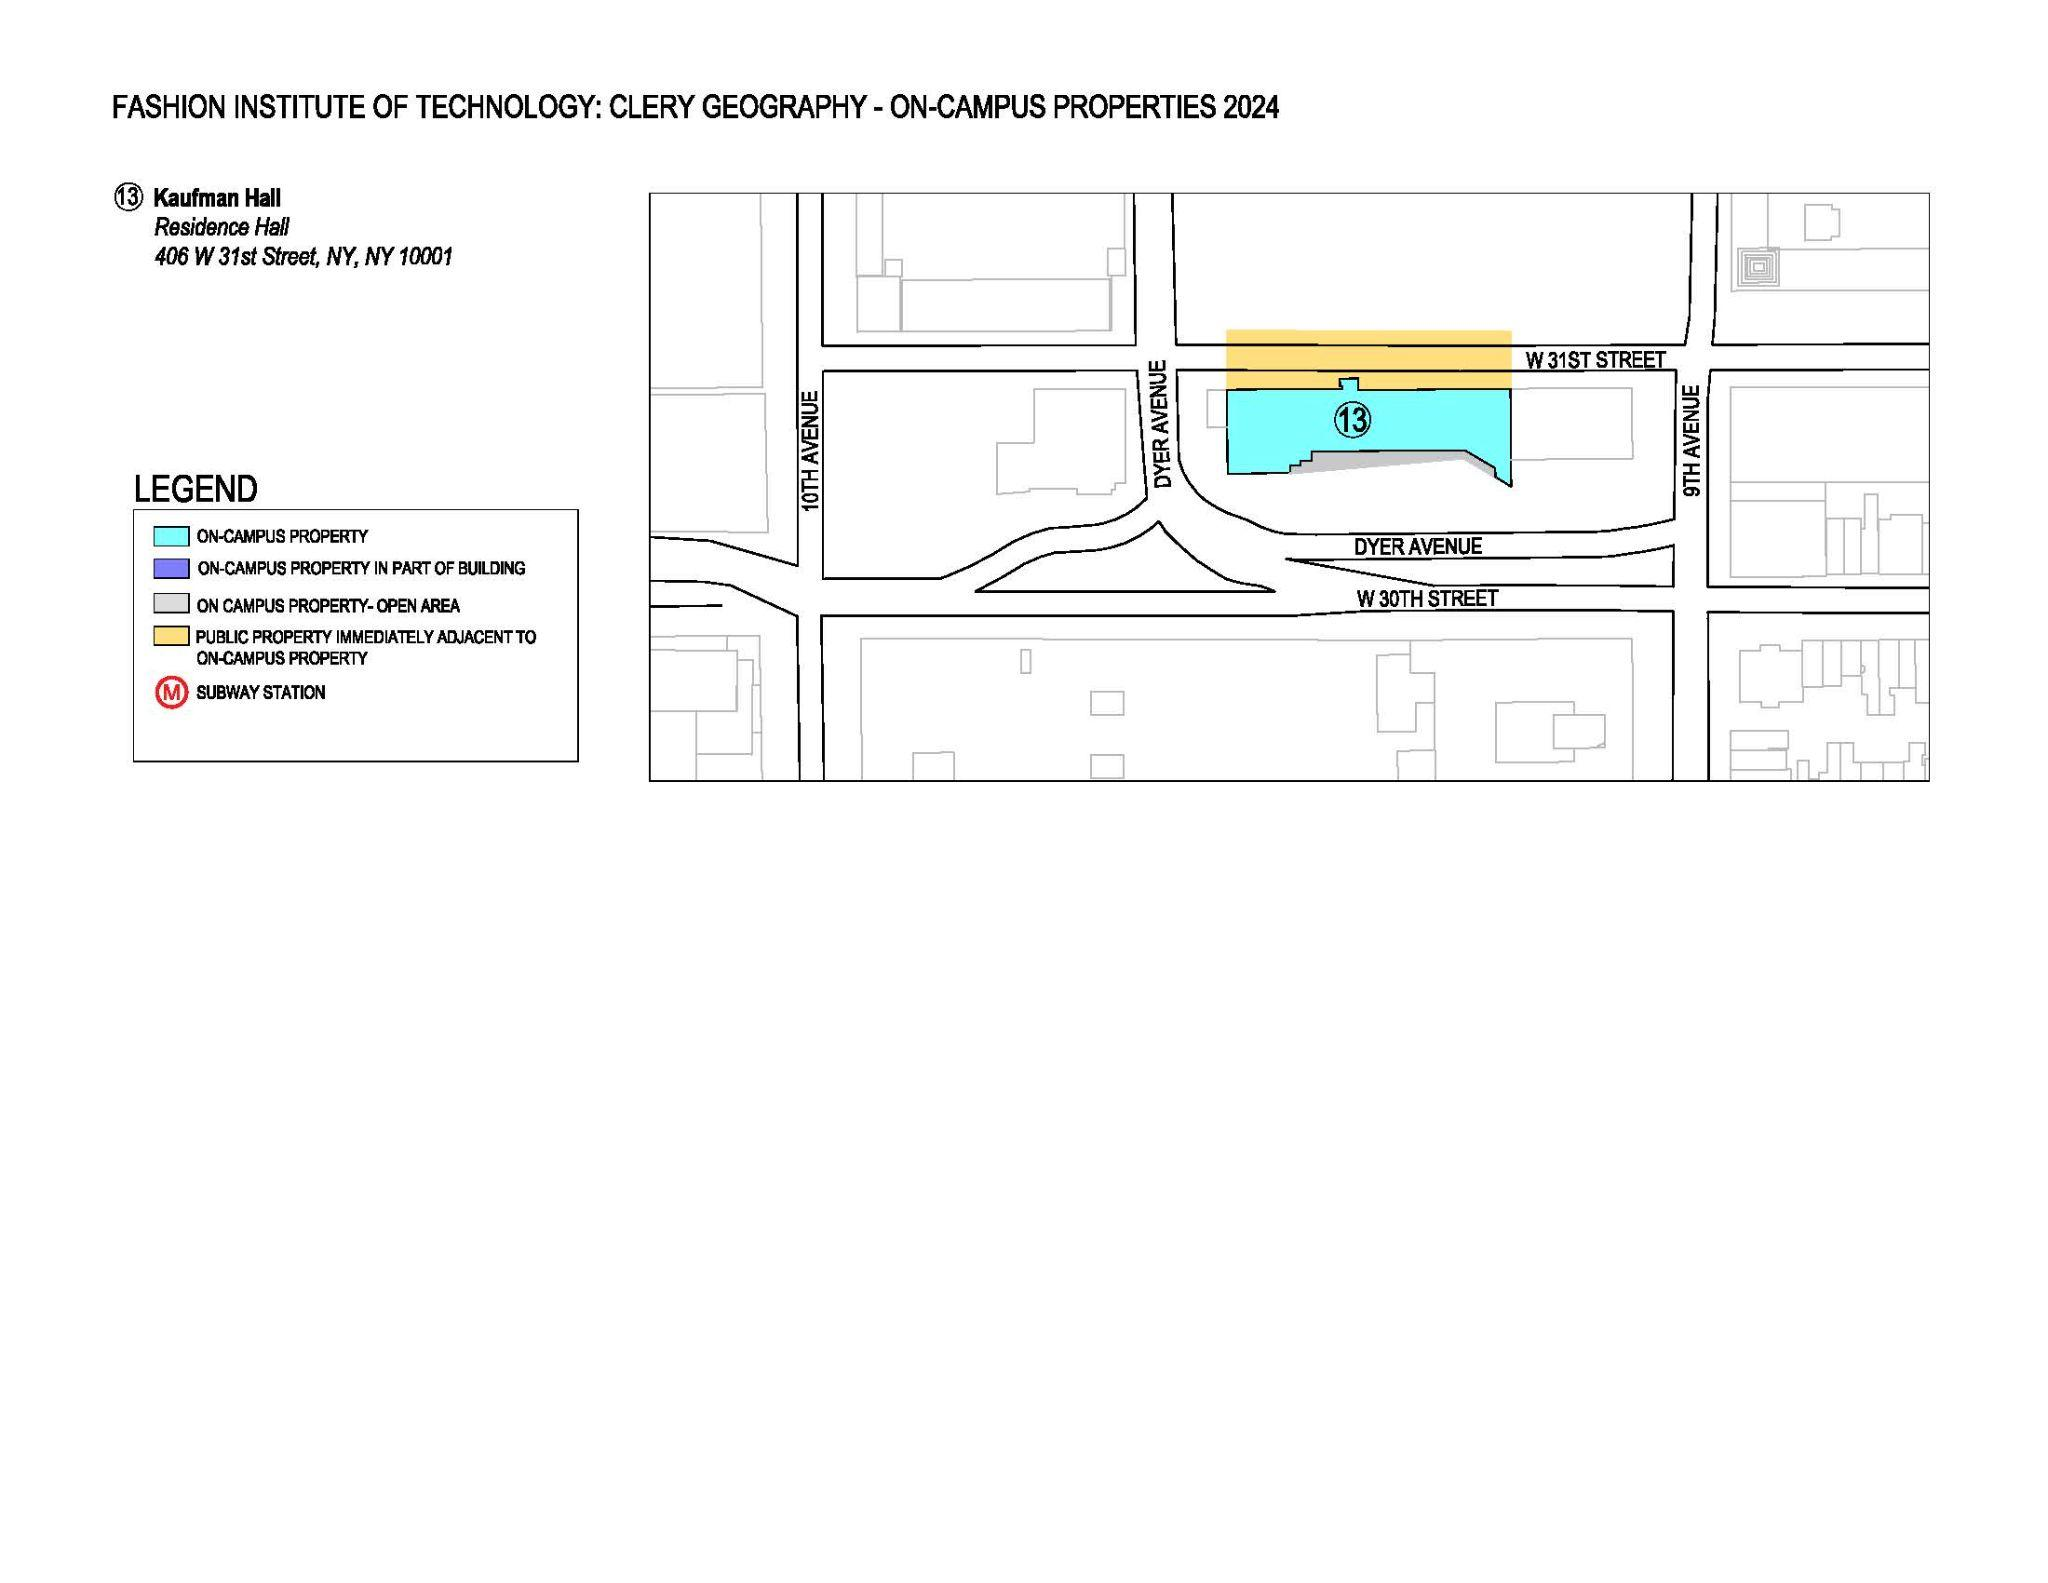 FASHION INSTITUTE OF TECHNOLOGY: CLERY GEOGRAPHY - ON-CAMPUS PROPERTIES 2024
13 Kaufman Hall
Residence Hall
406 W 31st Street, NY, NY 10001
LEGEND
ON-CAMPUS PROPERTY
ON-CAMPUS PROPERTY IN PART OF BUILDING
ON CAMPUS PROPERTY- OPEN AREA
PUBLIC PROPERTY IMMEDIATELY ADJACENT TO
ON-CAMPUS PROPERTY
M SUBWAY STATION
W 31ST STREET
10TH AVENUE
DYER AVENUE
13
9TH AVENUE
DYER AVENUE
W 30TH STREET